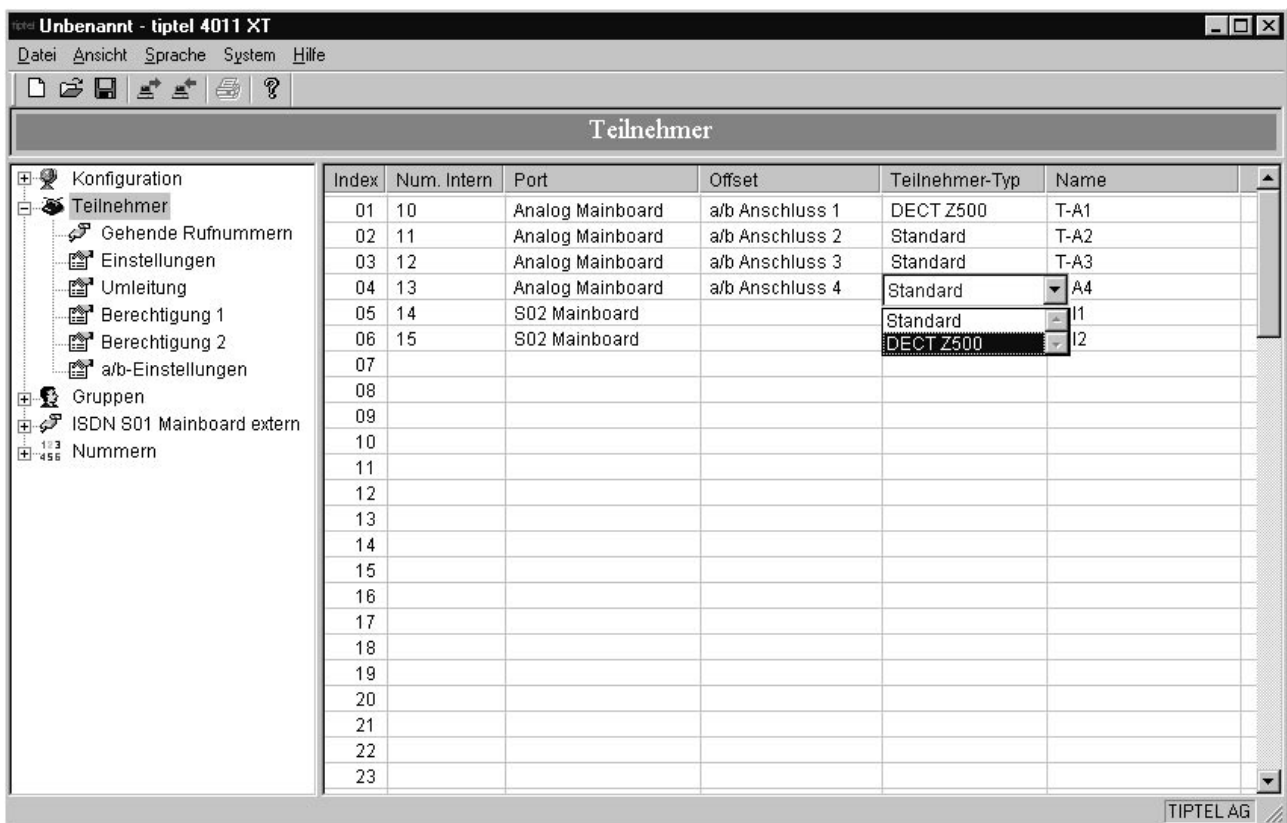 tiptel Unbenannt - tiptel 4011 XT
Datei Ansicht Sprache System Hilfe
Teilnehmer
Konfiguration
Teilnehmer
Gehende Rufnummern
Einstellungen
Umleitung
Berechtigung 1
Berechtigung 2
a/b-Einstellungen
Gruppen
ISDN S01 Mainboard extern
123
456 Nummern
Index Num. Intern Port Offset Teilnehmer-Typ Name
01 10 Analog Mainboard a/b Anschluss 1 DECT Z500 T-A1
02 11 Analog Mainboard a/b Anschluss 2 Standard T-A2
03 12 Analog Mainboard a/b Anschluss 3 Standard T-A3
04 13 Analog Mainboard a/b Anschluss 4 Standard A4
05 14 S02 Mainboard Standard I1
06 15 S02 Mainboard DECT Z500 I2
07
08
09
10
11
12
13
14
15
16
17
18
19
20
21
22
23
TIPTEL AG